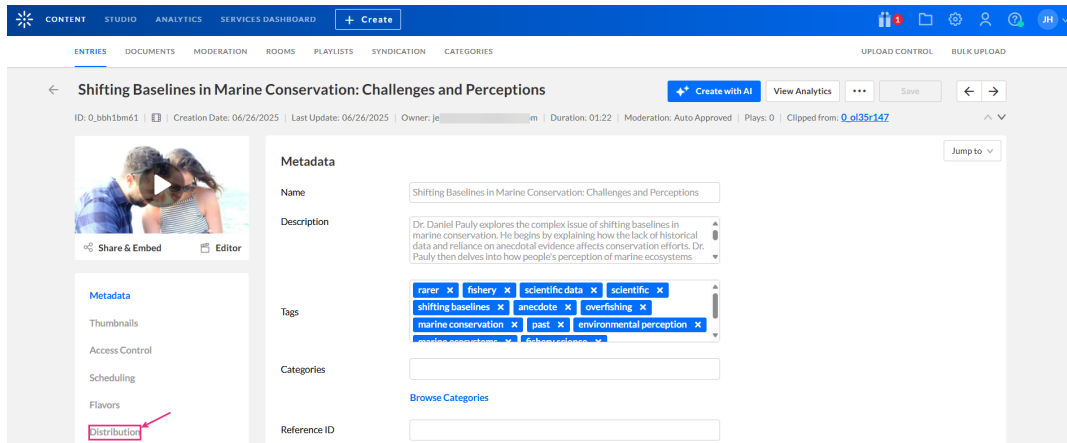 CONTENT STUDIO ANALYTICS SERVICES DASHBOARD + Create 1 JH
ENTRIES DOCUMENTS MODERATION ROOMS PLAYLISTS SYNDICATION CATEGORIES UPLOAD CONTROL BULK UPLOAD
Shifting Baselines in Marine Conservation: Challenges and Perceptions Create with AI View Analytics ••• Save
ID: 0_bbh1bm61 | | Creation Date: 06/26/2025 | Last Update: 06/26/2025 | Owner: je m | Duration: 01:22 | Moderation: Auto Approved | Plays: 0 | Clipped from: 0_ol35r147
Jump to
Metadata
Name Shifting Baselines in Marine Conservation: Challenges and Perceptions
Description Dr. Daniel Pauly explores the complex issue of shifting baselines in
marine conservation. He begins by explaining how the lack of historical
data and reliance on anecdotal evidence affects conservation efforts. Dr.
Pauly then delves into how people's perception of marine ecosystems
Share & Embed Editor
Tags
rarer × fishery × scientific data × scientific ×
shifting baselines × anecdote × overfishing ×
marine conservation × past × environmental perception ×
marine ecosystems × fishery science ×
Categories
Browse Categories
Reference ID
Metadata
Thumbnails
Access Control
Scheduling
Flavors
Distribution